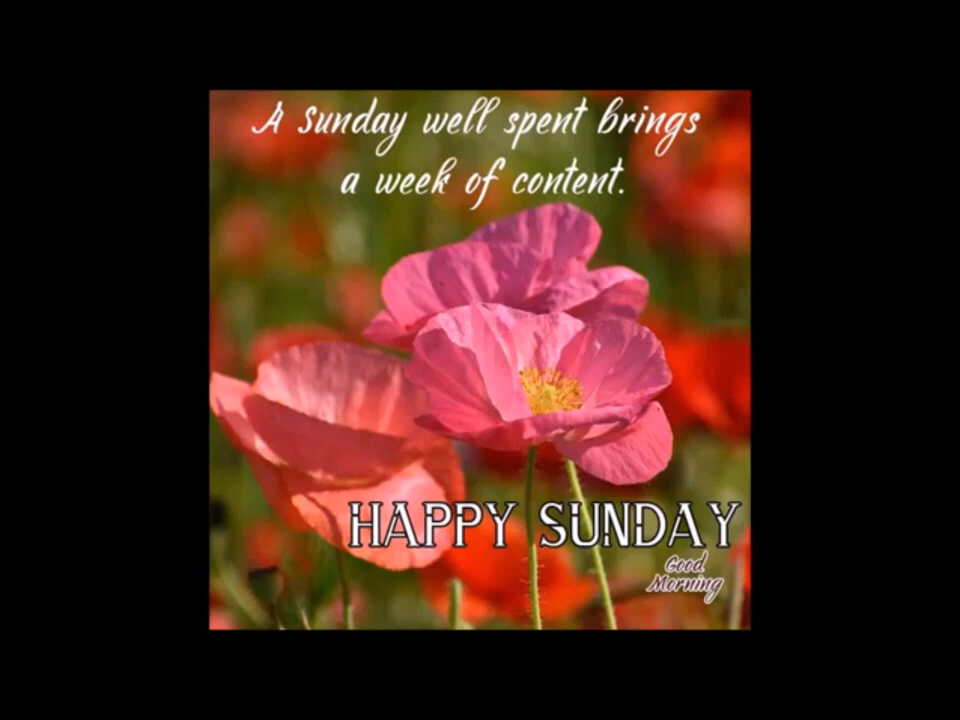 A Sunday well spent brings
a week of content.
HAPPY SUNDAY
Good
Morning